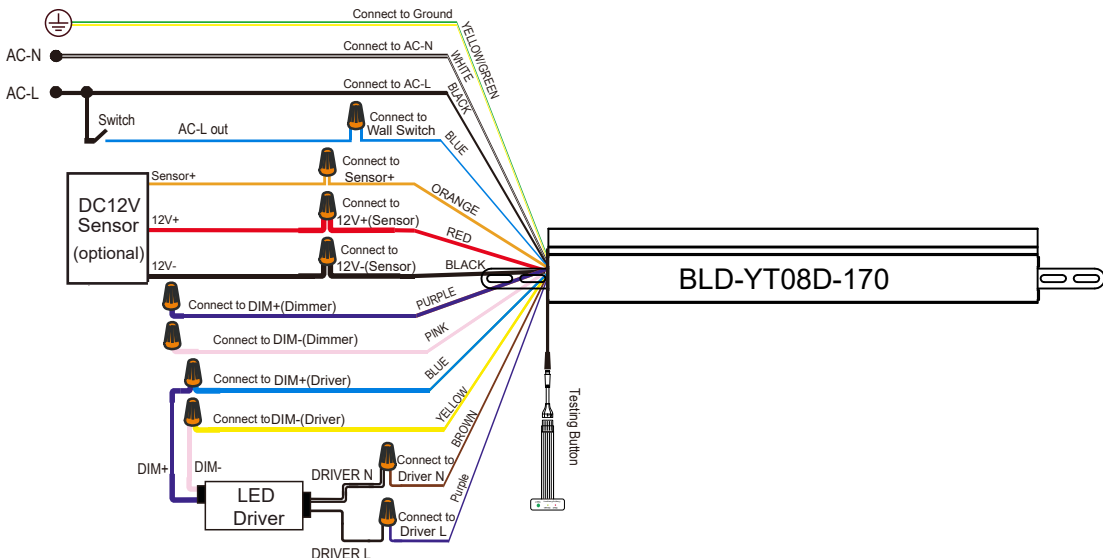 Connect to Ground
YELLOW/GREEN
AC-N
Connect to AC-N
WHITE
AC-L
Connect to AC-L
BLACK
Switch
AC-L out
Connect to
Wall Switch
BLUE
Sensor+
Connect to
Sensor+
ORANGE
DC12V
Sensor
(optional)
12V+
Connect to
12V+(Sensor)
RED
12V-
Connect to
12V-(Sensor)
BLACK
BLD-YT08D-170
Connect to DIM+(Dimmer)
PURPLE
Connect to DIM-(Dimmer)
PINK
Connect to DIM+(Driver)
BLUE
Connect to DIM-(Driver)
YELLOW
Testing Button
DIM+
DIM-
LED
Driver
DRIVER N
Connect to
Driver N
BROWN
DRIVER L
Connect to
Driver L
Purple